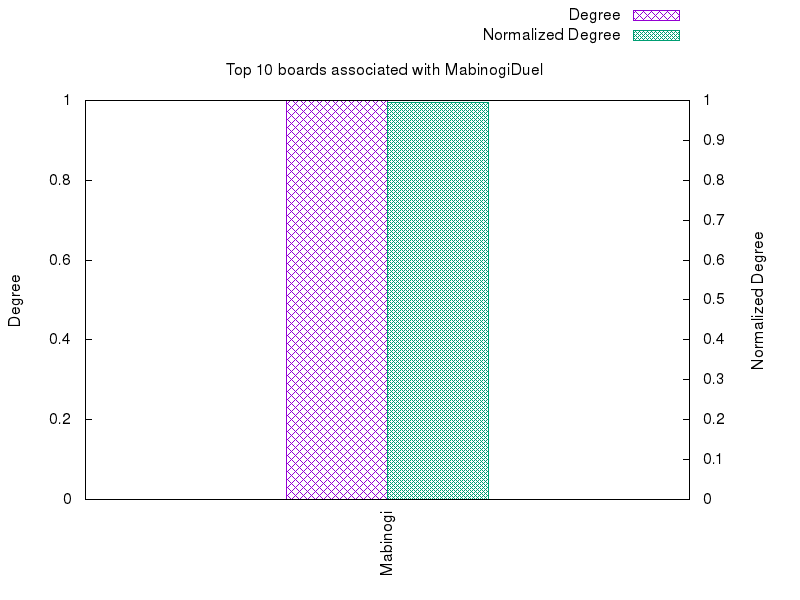 Degree
Normalized Degree
Top 10 boards associated with MabinogiDuel
1
0.8
0.6
0.4
0.2
0
1
0.9
0.8
0.7
0.6
0.5
0.4
0.3
0.2
0.1
0
Degree
Normalized Degree
Mabinogi